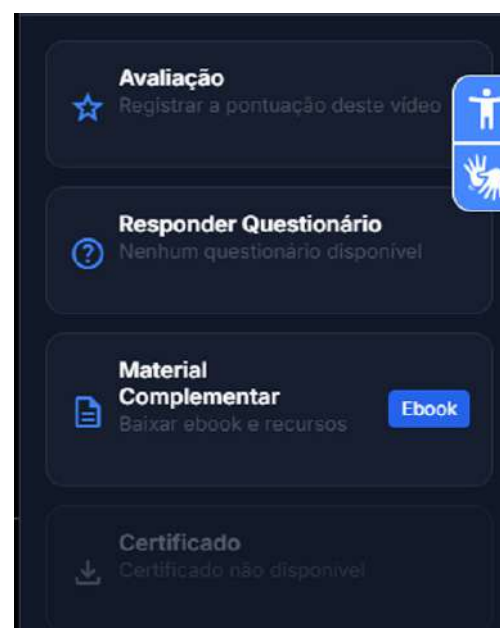 Avaliação
Registrar a pontuação deste vídeo
Responder Questionário
Nenhum questionário disponível
Material
Complementar
Baixar ebook e recursos
Ebook
Certificado
Certificado não disponível